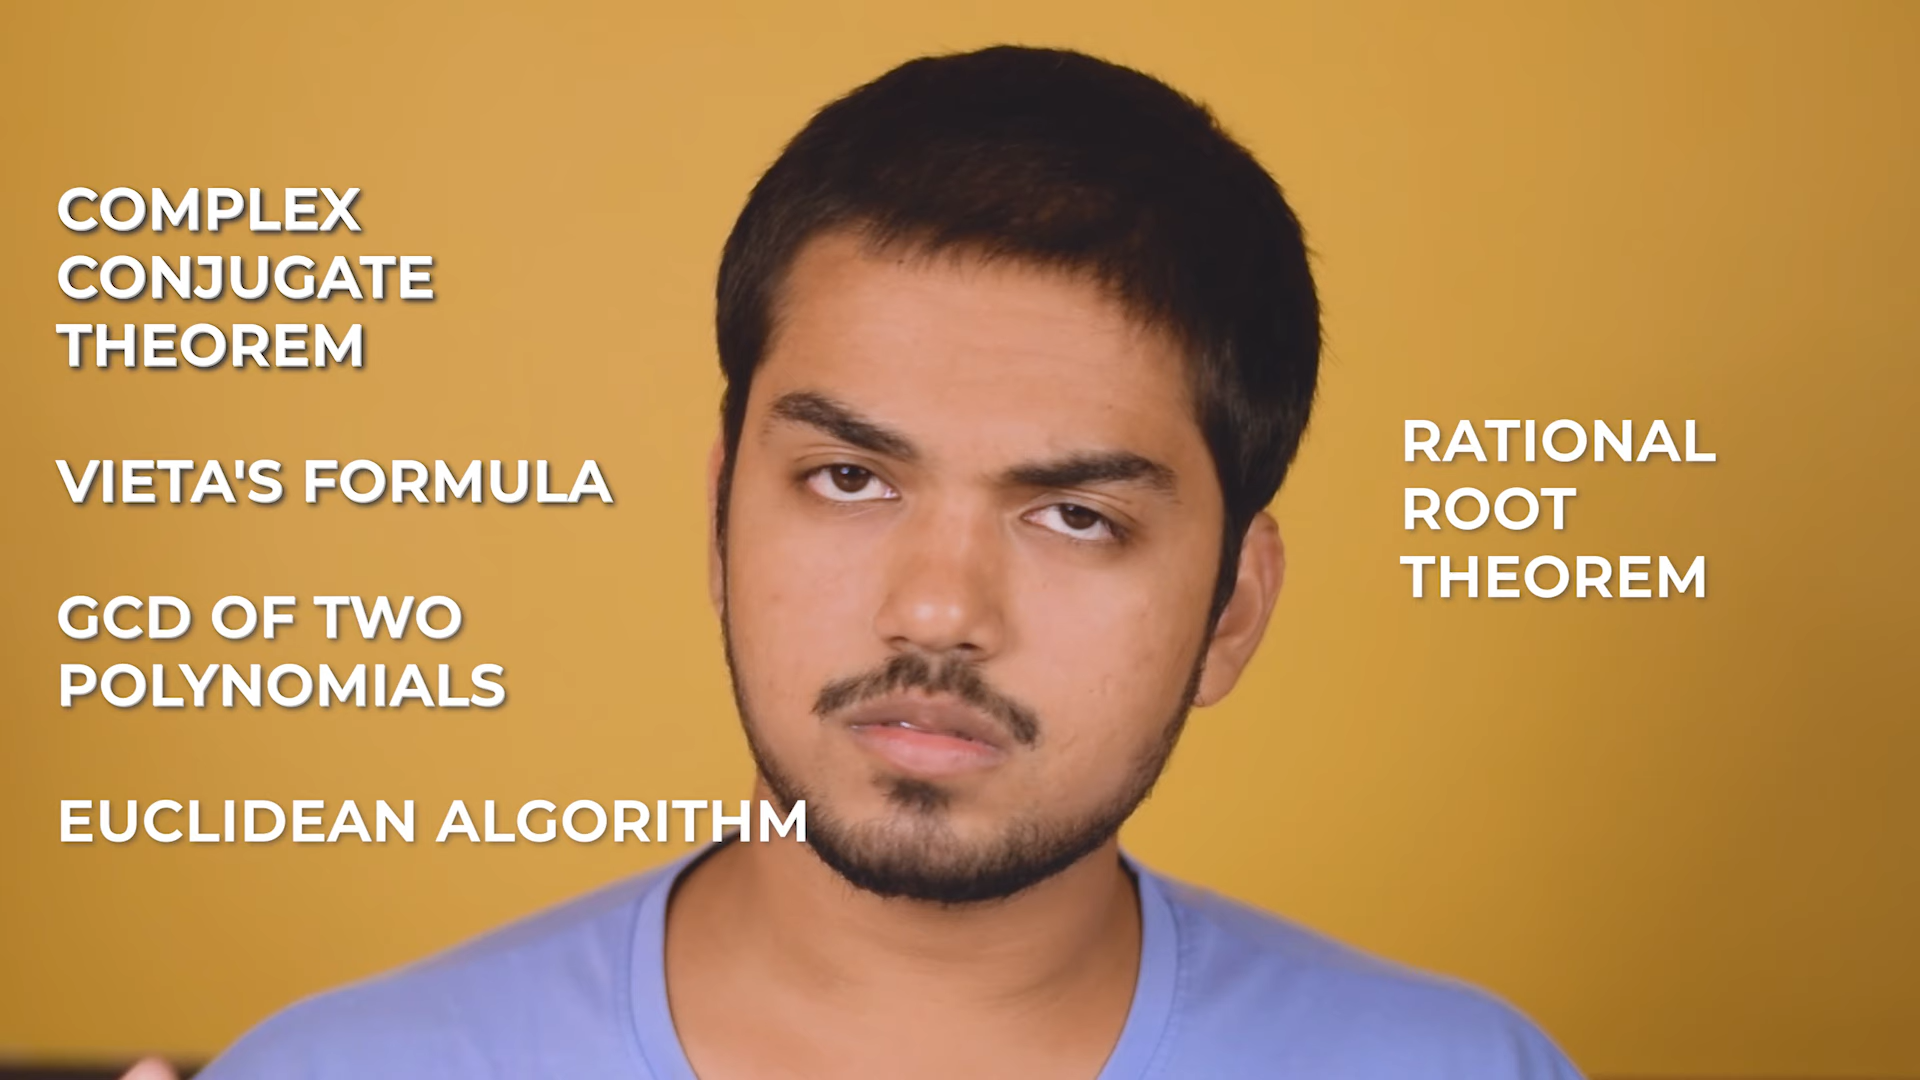 COMPLEX
CONJUGATE
THEOREM
VIETA'S FORMULA
GCD OF TWO
POLYNOMIALS
EUCLIDEAN ALGORITHM
RATIONAL
ROOT
THEOREM